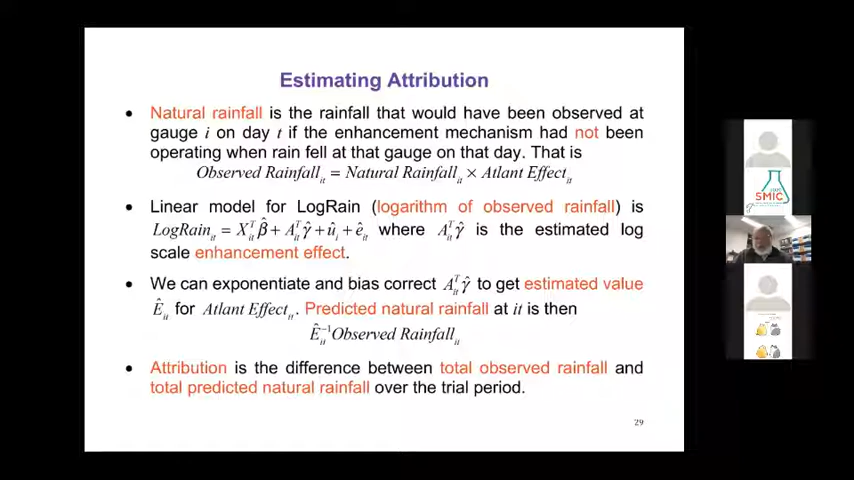 Estimating Attribution
• Natural rainfall is the rainfall that would have been observed at
gauge i on day t if the enhancement mechanism had not been
operating when rain fell at that gauge on that day. That is
Observed Rainfall_it = Natural Rainfall_it × Atlant Effect_it
• Linear model for LogRain (logarithm of observed rainfall) is
LogRain_it = X_it^T β̂ + A_it^T γ̂ + û_i + ê_it where A_it^T γ̂ is the estimated log
scale enhancement effect.
• We can exponentiate and bias correct A_it^T γ̂ to get estimated value
Ê_it for Atlant Effect_it. Predicted natural rainfall at it is then
Ê_it^-1 Observed Rainfall_it
• Attribution is the difference between total observed rainfall and
total predicted natural rainfall over the trial period.
29
SMIC